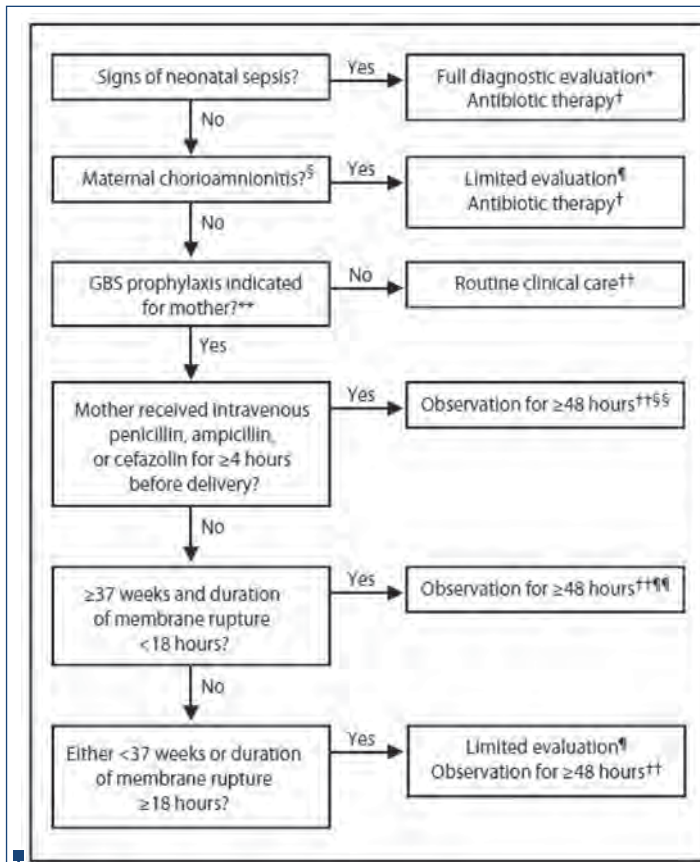 Signs of neonatal sepsis?
Yes
Full diagnostic evaluation*
Antibiotic therapy†
No
Maternal chorioamnionitis?§
Yes
Limited evaluation¶
Antibiotic therapy†
No
GBS prophylaxis indicated
for mother?**
No
Routine clinical care††
Yes
Mother received intravenous
penicillin, ampicillin,
or cefazolin for ≥4 hours
before delivery?
Yes
Observation for ≥48 hours††§§
No
≥37 weeks and duration
of membrane rupture
<18 hours?
Yes
Observation for ≥48 hours††¶¶
No
Either <37 weeks or duration
of membrane rupture
≥18 hours?
Yes
Limited evaluation¶
Observation for ≥48 hours††